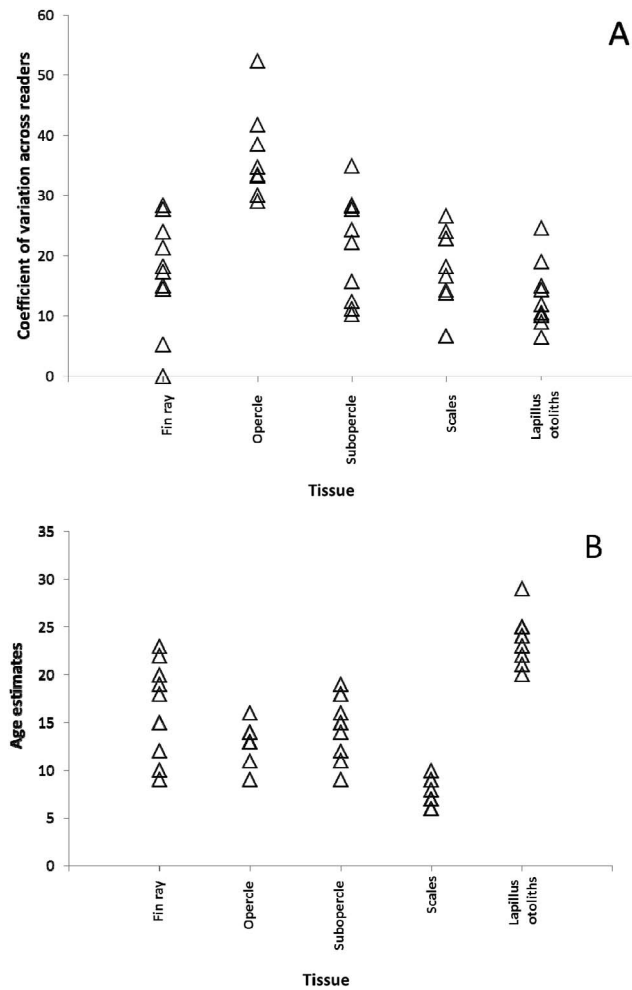 A
Coefficient of variation across readers
60
50
40
30
20
10
0
Fin ray
Opercle
Subopercle
Scales
Lapillus
otoliths
Tissue
B
Age estimates
35
30
25
20
15
10
5
0
Fin ray
Opercle
Subopercle
Scales
Lapillus
otoliths
Tissue